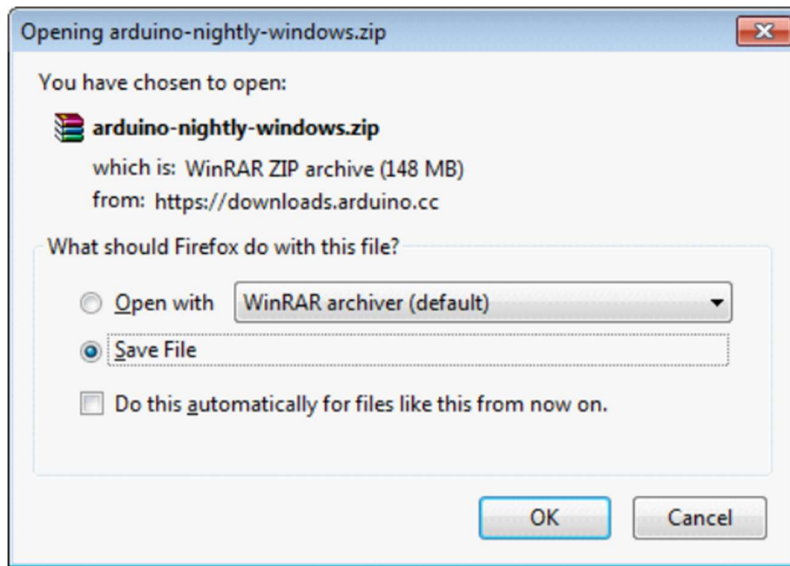 Opening arduino-nightly-windows.zip
You have chosen to open:
arduino-nightly-windows.zip
which is: WinRAR ZIP archive (148 MB)
from: https://downloads.arduino.cc
What should Firefox do with this file?
Open with WinRAR archiver (default)
Save File
Do this automatically for files like this from now on.
OK Cancel